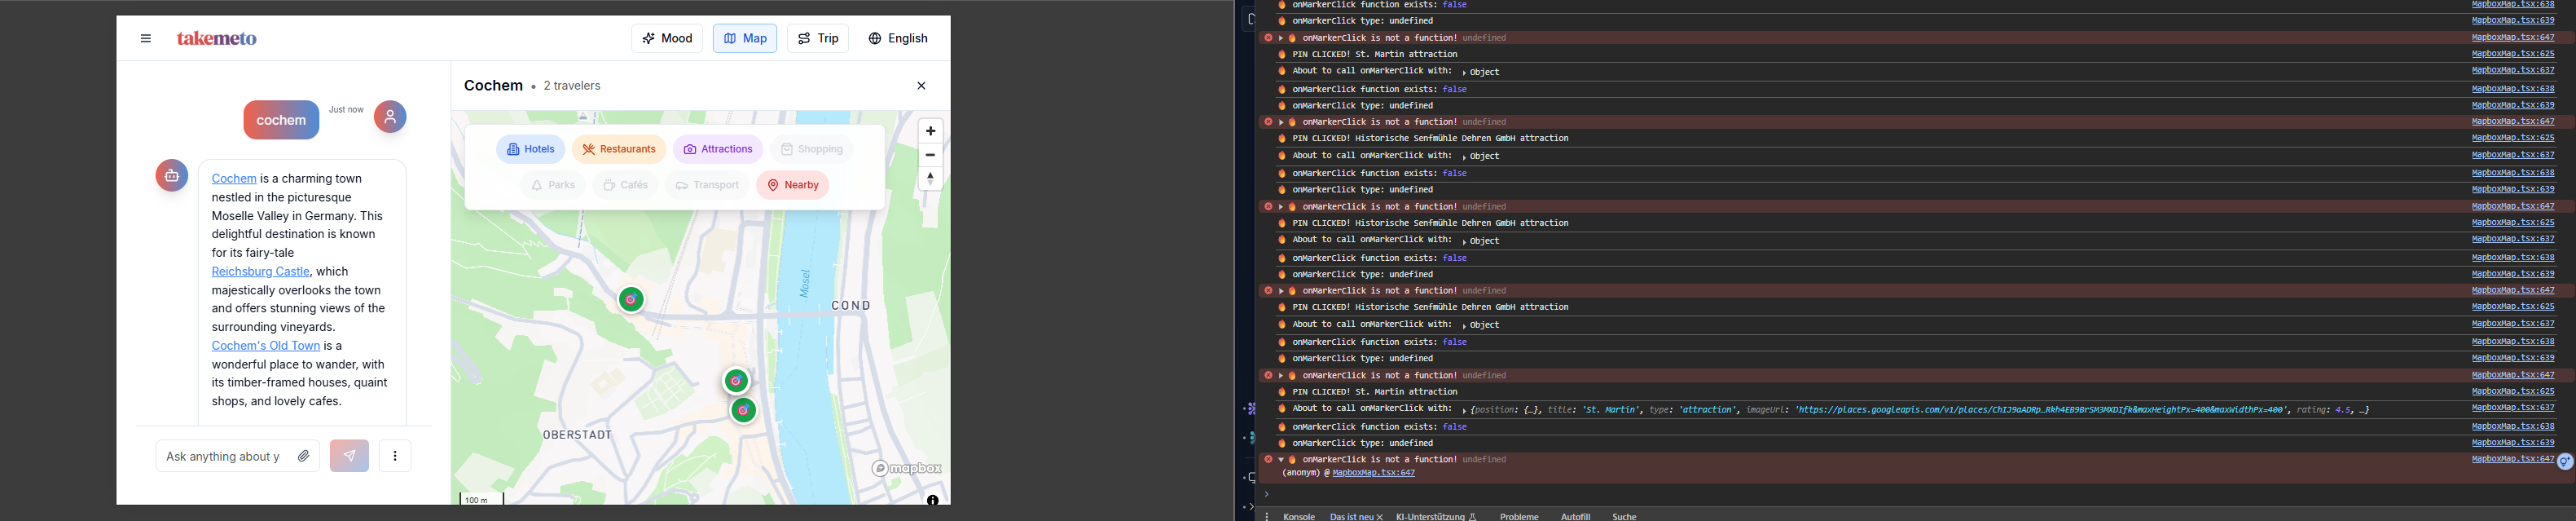 takemeto
Mood
Map
Trip
English
cochem
Just now
Cochem is a charming town
nestled in the picturesque
Moselle Valley in Germany. This
delightful destination is known
for its fairy-tale
Reichsburg Castle, which
majestically overlooks the town
and offers stunning views of the
surrounding vineyards.
Cochem's Old Town is a
wonderful place to wander, with
its timber-framed houses, quaint
shops, and lovely cafes.
Ask anything about y
Cochem • 2 travelers
Hotels
Restaurants
Attractions
Shopping
Parks
Cafés
Transport
Nearby
Mosel
COND
OBERSTADT
mapbox
100 m
onMarkerClick function exists: false MapboxMap.tsx:638
onMarkerClick type: undefined MapboxMap.tsx:639
onMarkerClick is not a function! undefined MapboxMap.tsx:647
PIN CLICKED! St. Martin attraction MapboxMap.tsx:625
About to call onMarkerClick with: Object MapboxMap.tsx:637
onMarkerClick function exists: false MapboxMap.tsx:638
onMarkerClick type: undefined MapboxMap.tsx:639
onMarkerClick is not a function! undefined MapboxMap.tsx:647
PIN CLICKED! Historische Senfmühle Dehren GmbH attraction MapboxMap.tsx:625
About to call onMarkerClick with: Object MapboxMap.tsx:637
onMarkerClick function exists: false MapboxMap.tsx:638
onMarkerClick type: undefined MapboxMap.tsx:639
onMarkerClick is not a function! undefined MapboxMap.tsx:647
PIN CLICKED! Historische Senfmühle Dehren GmbH attraction MapboxMap.tsx:625
About to call onMarkerClick with: Object MapboxMap.tsx:637
onMarkerClick function exists: false MapboxMap.tsx:638
onMarkerClick type: undefined MapboxMap.tsx:639
onMarkerClick is not a function! undefined MapboxMap.tsx:647
PIN CLICKED! Historische Senfmühle Dehren GmbH attraction MapboxMap.tsx:625
About to call onMarkerClick with: Object MapboxMap.tsx:637
onMarkerClick function exists: false MapboxMap.tsx:638
onMarkerClick type: undefined MapboxMap.tsx:639
onMarkerClick is not a function! undefined MapboxMap.tsx:647
PIN CLICKED! St. Martin attraction MapboxMap.tsx:625
About to call onMarkerClick with: {position: {…}, title: 'St. Martin', type: 'attraction', imageUrl: 'https://places.googleapis.com/v1/places/ChIJ9aADRp…Rkh4EB9BrSM3MXDIfk&maxHeightPx=400&maxWidthPx=400', rating: 4.5, …} MapboxMap.tsx:637
onMarkerClick function exists: false MapboxMap.tsx:638
onMarkerClick type: undefined MapboxMap.tsx:639
onMarkerClick is not a function! undefined MapboxMap.tsx:647
(anonym) @ MapboxMap.tsx:647
Konsole
Das ist neu
KI-Unterstützung
Probleme
Autofill
Suche